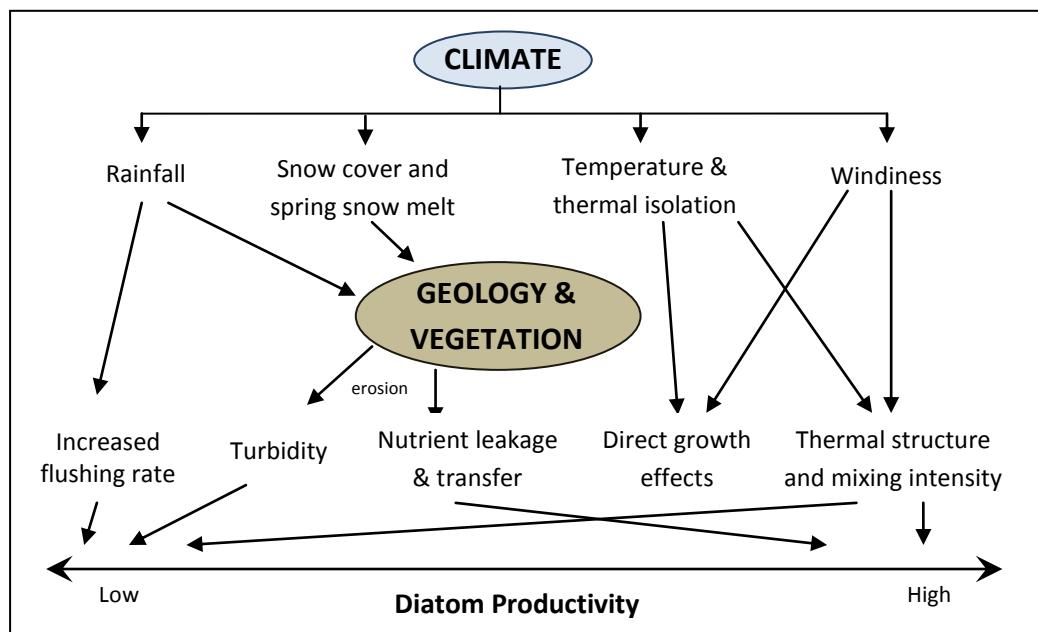 CLIMATE
Rainfall
Snow cover and
spring snow melt
Temperature &
thermal isolation
Windiness
GEOLOGY &
VEGETATION
erosion
Increased
flushing rate
Turbidity
Nutrient leakage
& transfer
Direct growth
effects
Thermal structure
and mixing intensity
Low
Diatom Productivity
High